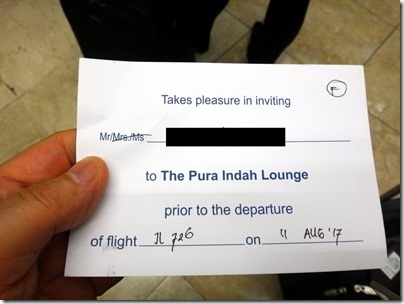 F
Takes pleasure in inviting
Mr/Mrs./Ms
to The Pura Indah Lounge
prior to the departure
of flight JL 726 on 11 AUG '17